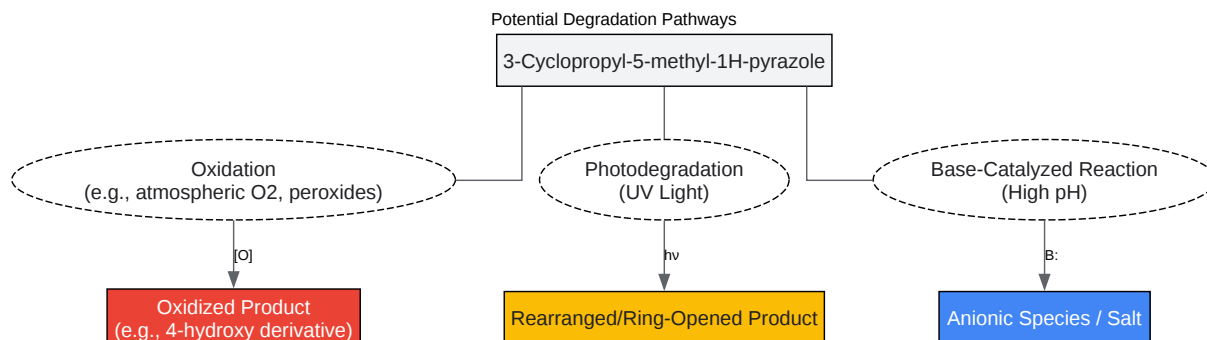 Potential Degradation Pathways
3-Cyclopropyl-5-methyl-1H-pyrazole
Oxidation
(e.g., atmospheric O2, peroxides)
Photodegradation
(UV Light)
Base-Catalyzed Reaction
(High pH)
[O]
hν
B:
Oxidized Product
(e.g., 4-hydroxy derivative)
Rearranged/Ring-Opened Product
Anionic Species / Salt